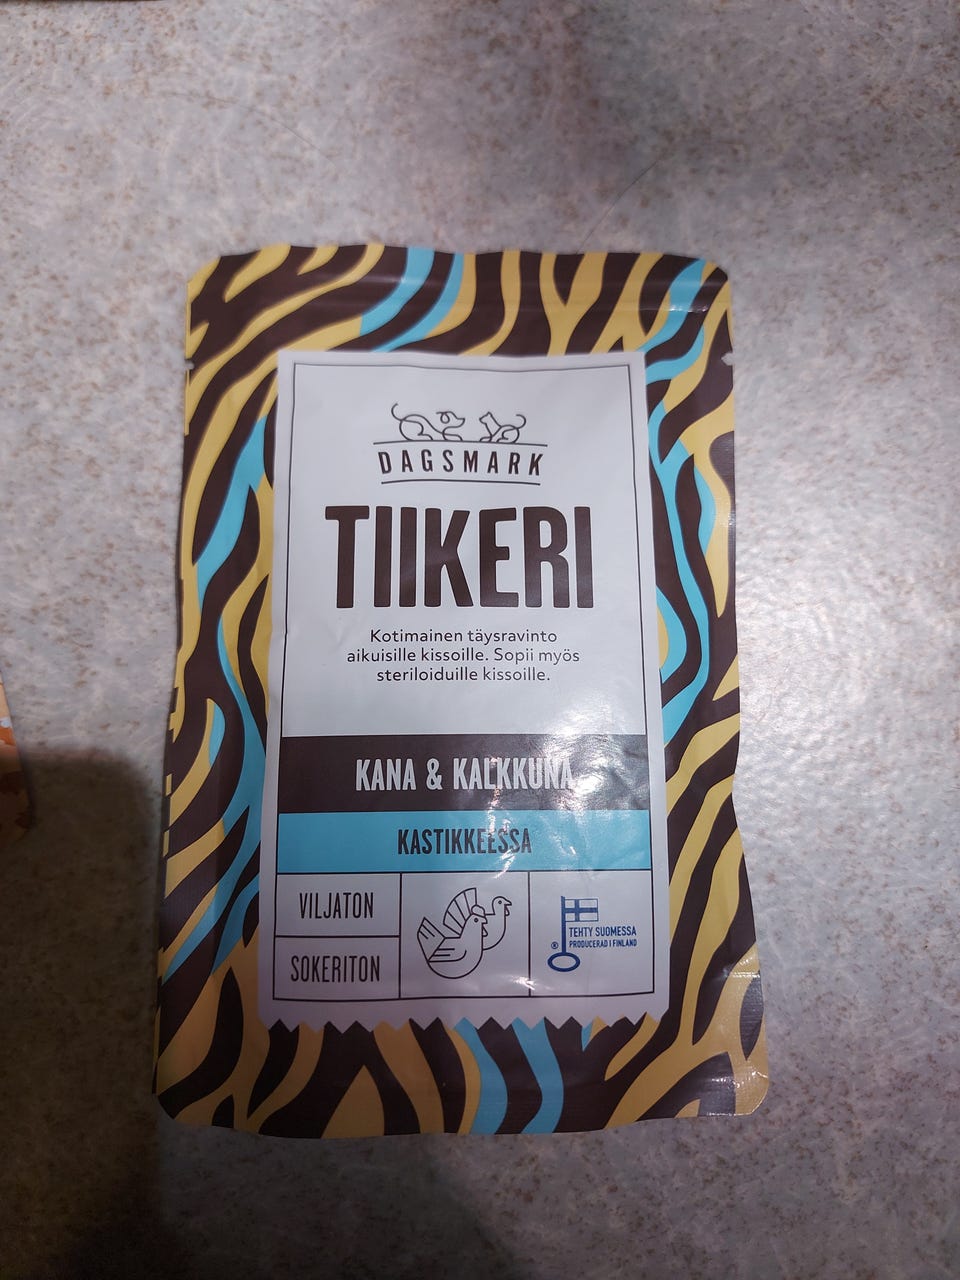 DAGSMARK
TIIKERI
Kotimainen täysravinto
aikuisille kissoille. Sopii myös
steriloiduille kissoille.
KANA & KALKKUNA
KASTIKKEESSA
VILJATON
SOKERITON
®
TEHTY SUOMESSA
PRODUCERAD I FINLAND